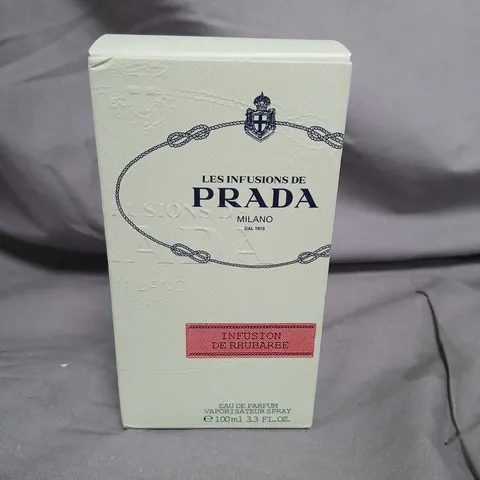 LES INFUSIONS DE
PRADA
MILANO
DAL 1913
INFUSION
DE RHUBARBE
EAU DE PARFUM
VAPORISATEUR SPRAY
℮ 100ml 3.3 FL.OZ.